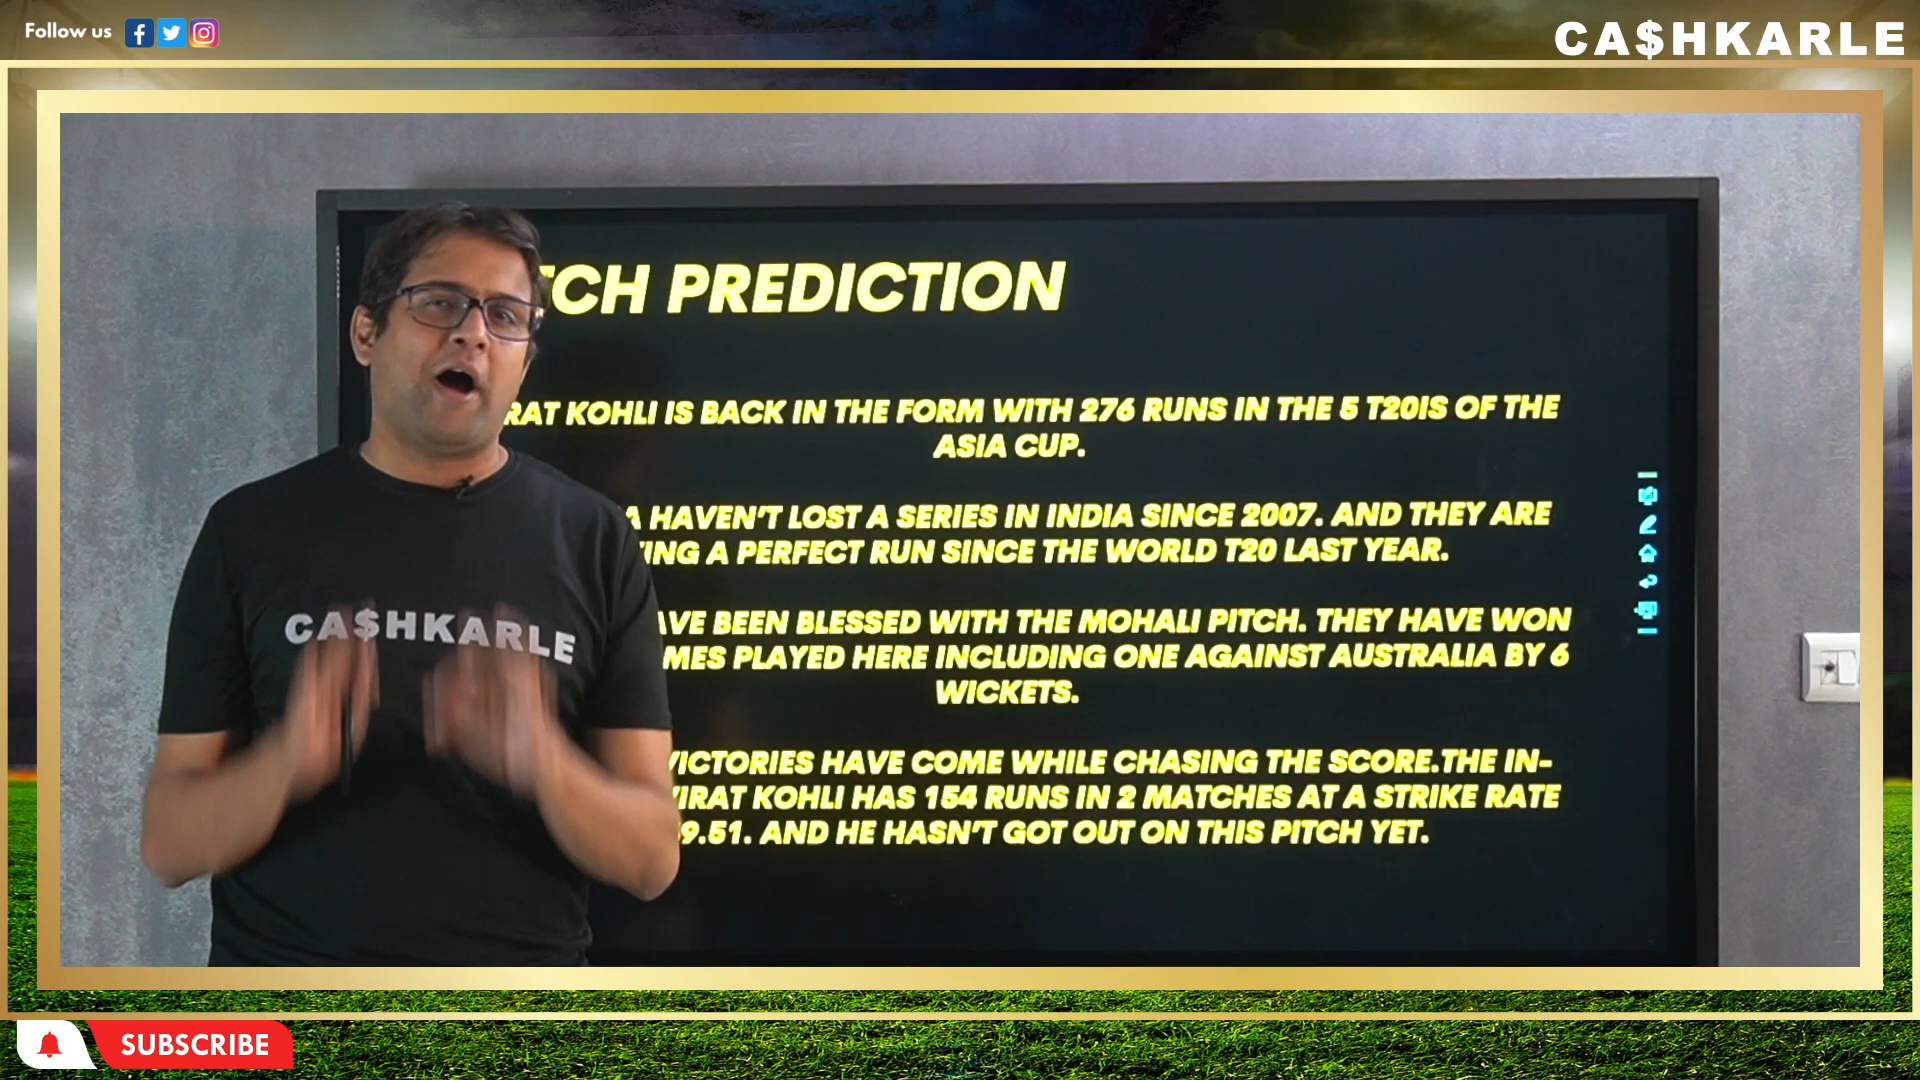 Follow us
CA$HKARLE
TCH PREDICTION
RAT KOHLI IS BACK IN THE FORM WITH 276 RUNS IN THE 5 T20IS OF THE
ASIA CUP.
A HAVEN'T LOST A SERIES IN INDIA SINCE 2007. AND THEY ARE
ING A PERFECT RUN SINCE THE WORLD T20 LAST YEAR.
AVE BEEN BLESSED WITH THE MOHALI PITCH. THEY HAVE WON
MES PLAYED HERE INCLUDING ONE AGAINST AUSTRALIA BY 6
WICKETS.
VICTORIES HAVE COME WHILE CHASING THE SCORE.THE IN-
VIRAT KOHLI HAS 154 RUNS IN 2 MATCHES AT A STRIKE RATE
9.51. AND HE HASN'T GOT OUT ON THIS PITCH YET.
CA$HKARLE
SUBSCRIBE